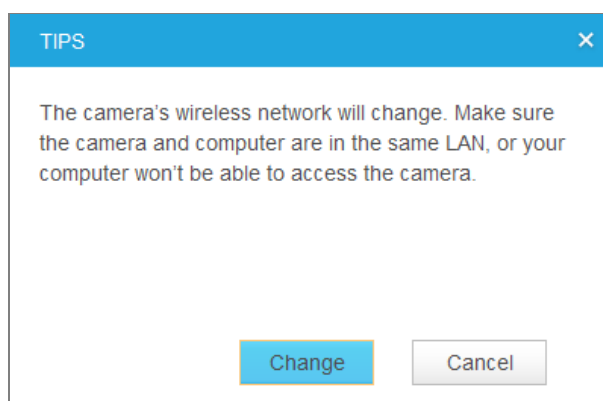 TIPS
The camera’s wireless network will change. Make sure
the camera and computer are in the same LAN, or your
computer won’t be able to access the camera.
Change
Cancel